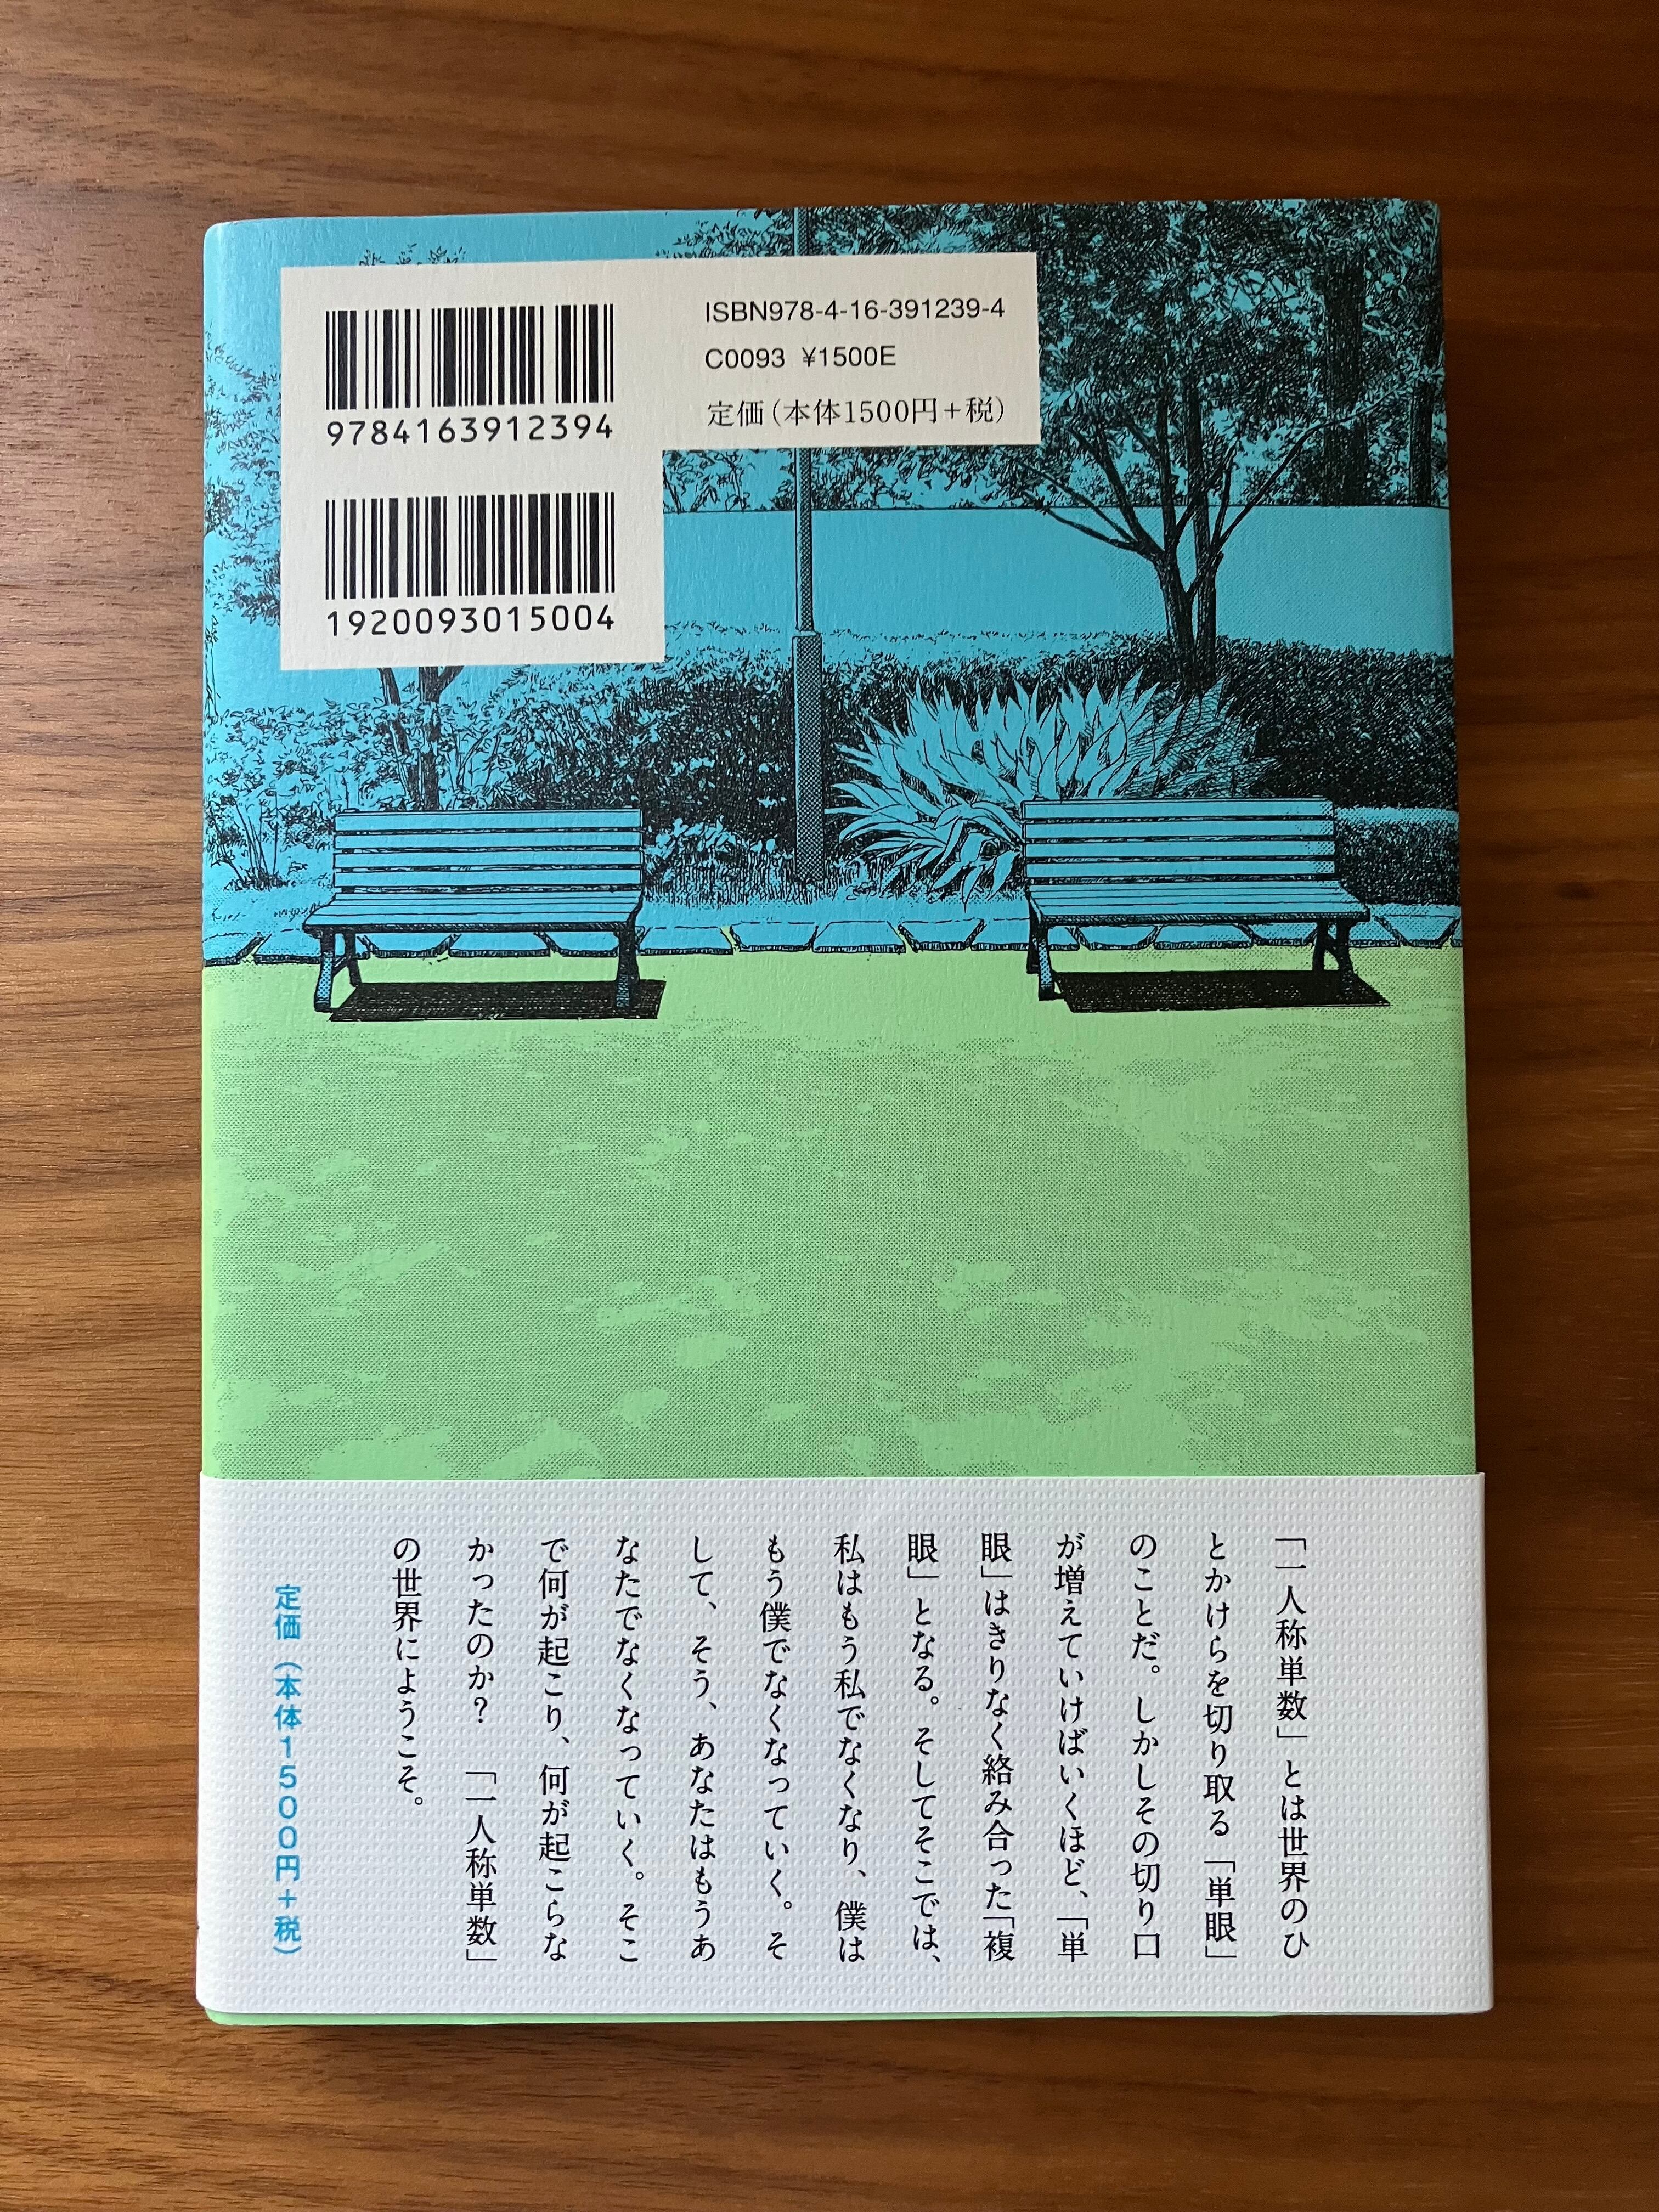 9784163912394
ISBN978-4-16-391239-4
C0093 ¥1500E
定価(本体1500円+税)
1920093015004
「一人称単数」とは世界のひ
とかけらを切り取る「単眼」
のことだ。しかしその切り口
が増えていけばいくほど、「単
眼」はきりなく絡み合った「複
眼」となる。そしてそこでは、
私はもう私でなくなり、僕は
もう僕でなくなっていく。そ
して、そう、あなたはもうあ
なたでなくなっていく。そこ
で何が起こり、何が起こらな
かったのか? 「一人称単数」
の世界にようこそ。
定価(本体1500円+税)